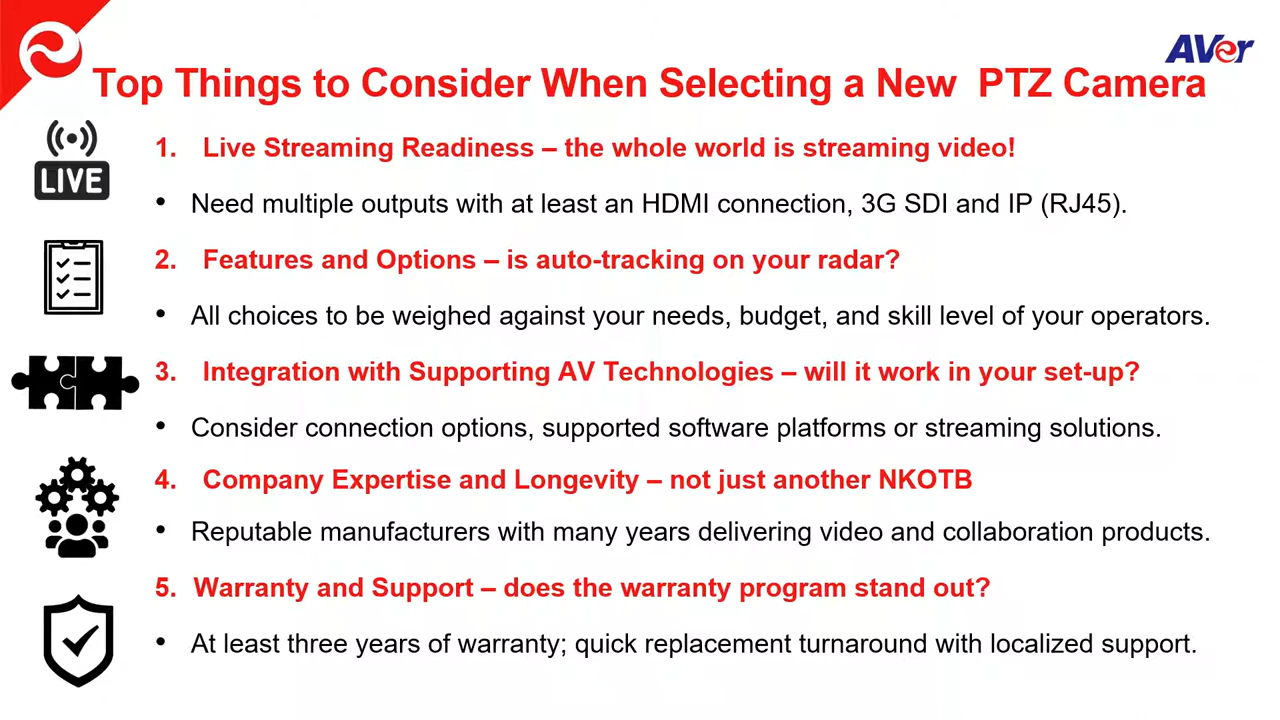 AVer
Top Things to Consider When Selecting a New PTZ Camera
LIVE
1. Live Streaming Readiness – the whole world is streaming video!
• Need multiple outputs with at least an HDMI connection, 3G SDI and IP (RJ45).
2. Features and Options – is auto-tracking on your radar?
• All choices to be weighed against your needs, budget, and skill level of your operators.
3. Integration with Supporting AV Technologies – will it work in your set-up?
• Consider connection options, supported software platforms or streaming solutions.
4. Company Expertise and Longevity – not just another NKOTB
• Reputable manufacturers with many years delivering video and collaboration products.
5. Warranty and Support – does the warranty program stand out?
• At least three years of warranty; quick replacement turnaround with localized support.